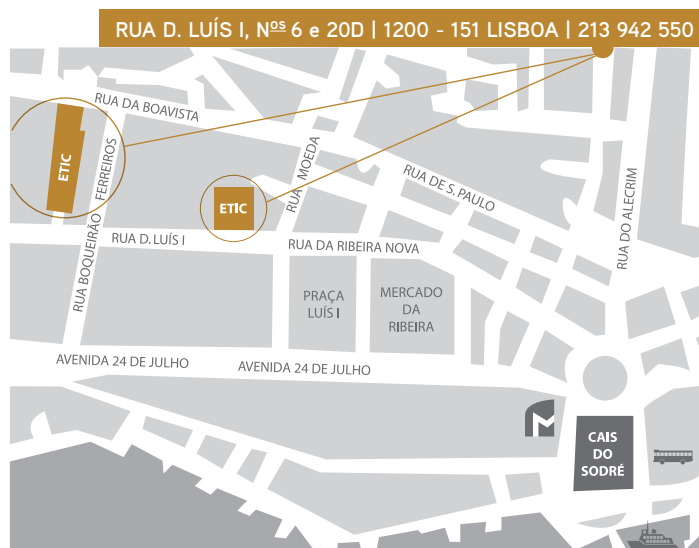 RUA D. LUÍS I, Nos 6 e 20D | 1200 - 151 LISBOA | 213 942 550
RUA DA BOAVISTA
ETIC
RUA BOQUEIRÃO FERREIROS
RUA MOEDA
RUA DE S. PAULO
RUA DO ALECRIM
ETIC
RUA D. LUÍS I
RUA DA RIBEIRA NOVA
PRAÇA
LUÍS I
MERCADO
DA
RIBEIRA
AVENIDA 24 DE JULHO
AVENIDA 24 DE JULHO
M
CAIS
DO
SODRÉ